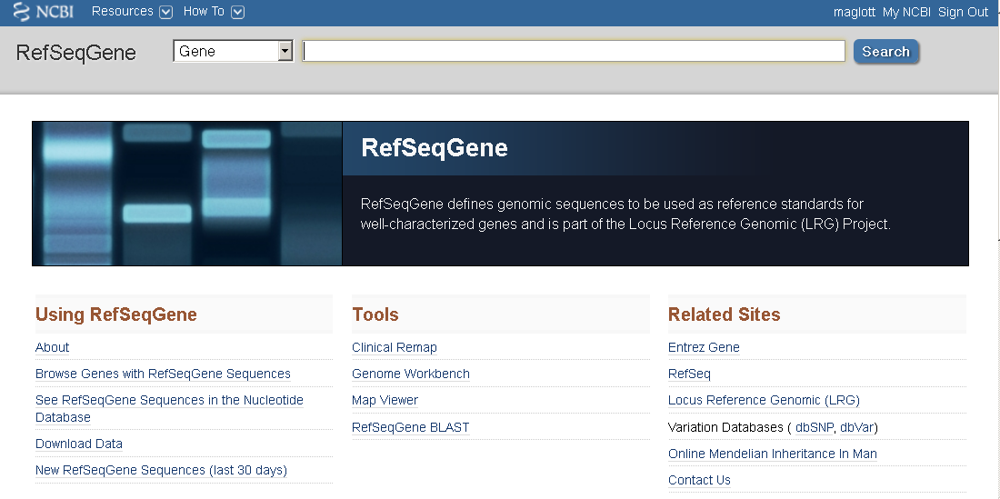 NCBI Resources How To maglott My NCBI Sign Out
RefSeqGene Gene Search
RefSeqGene
RefSeqGene defines genomic sequences to be used as reference standards for
well-characterized genes and is part of the Locus Reference Genomic (LRG) Project.
Using RefSeqGene
About
Browse Genes with RefSeqGene Sequences
See RefSeqGene Sequences in the Nucleotide
Database
Download Data
New RefSeqGene Sequences (last 30 days)
Tools
Clinical Remap
Genome Workbench
Map Viewer
RefSeqGene BLAST
Related Sites
Entrez Gene
RefSeq
Locus Reference Genomic (LRG)
Variation Databases ( dbSNP, dbVar)
Online Mendelian Inheritance In Man
Contact Us